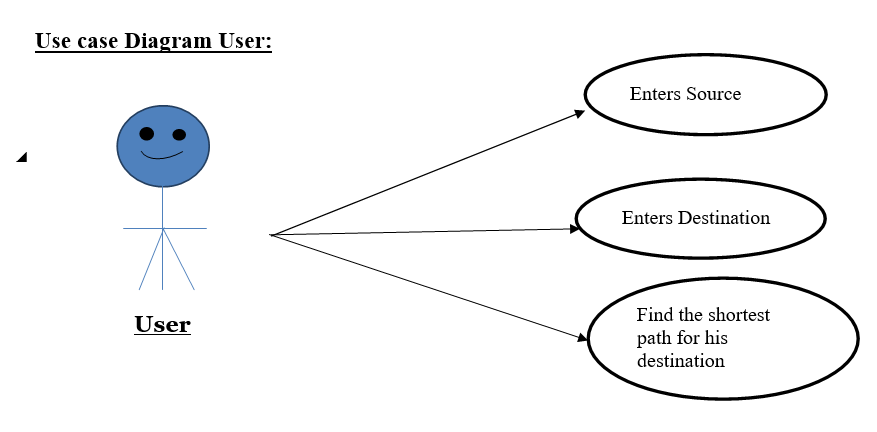 Use case Diagram User:
Enters Source
Enters Destination
Find the shortest
path for his
destination
User